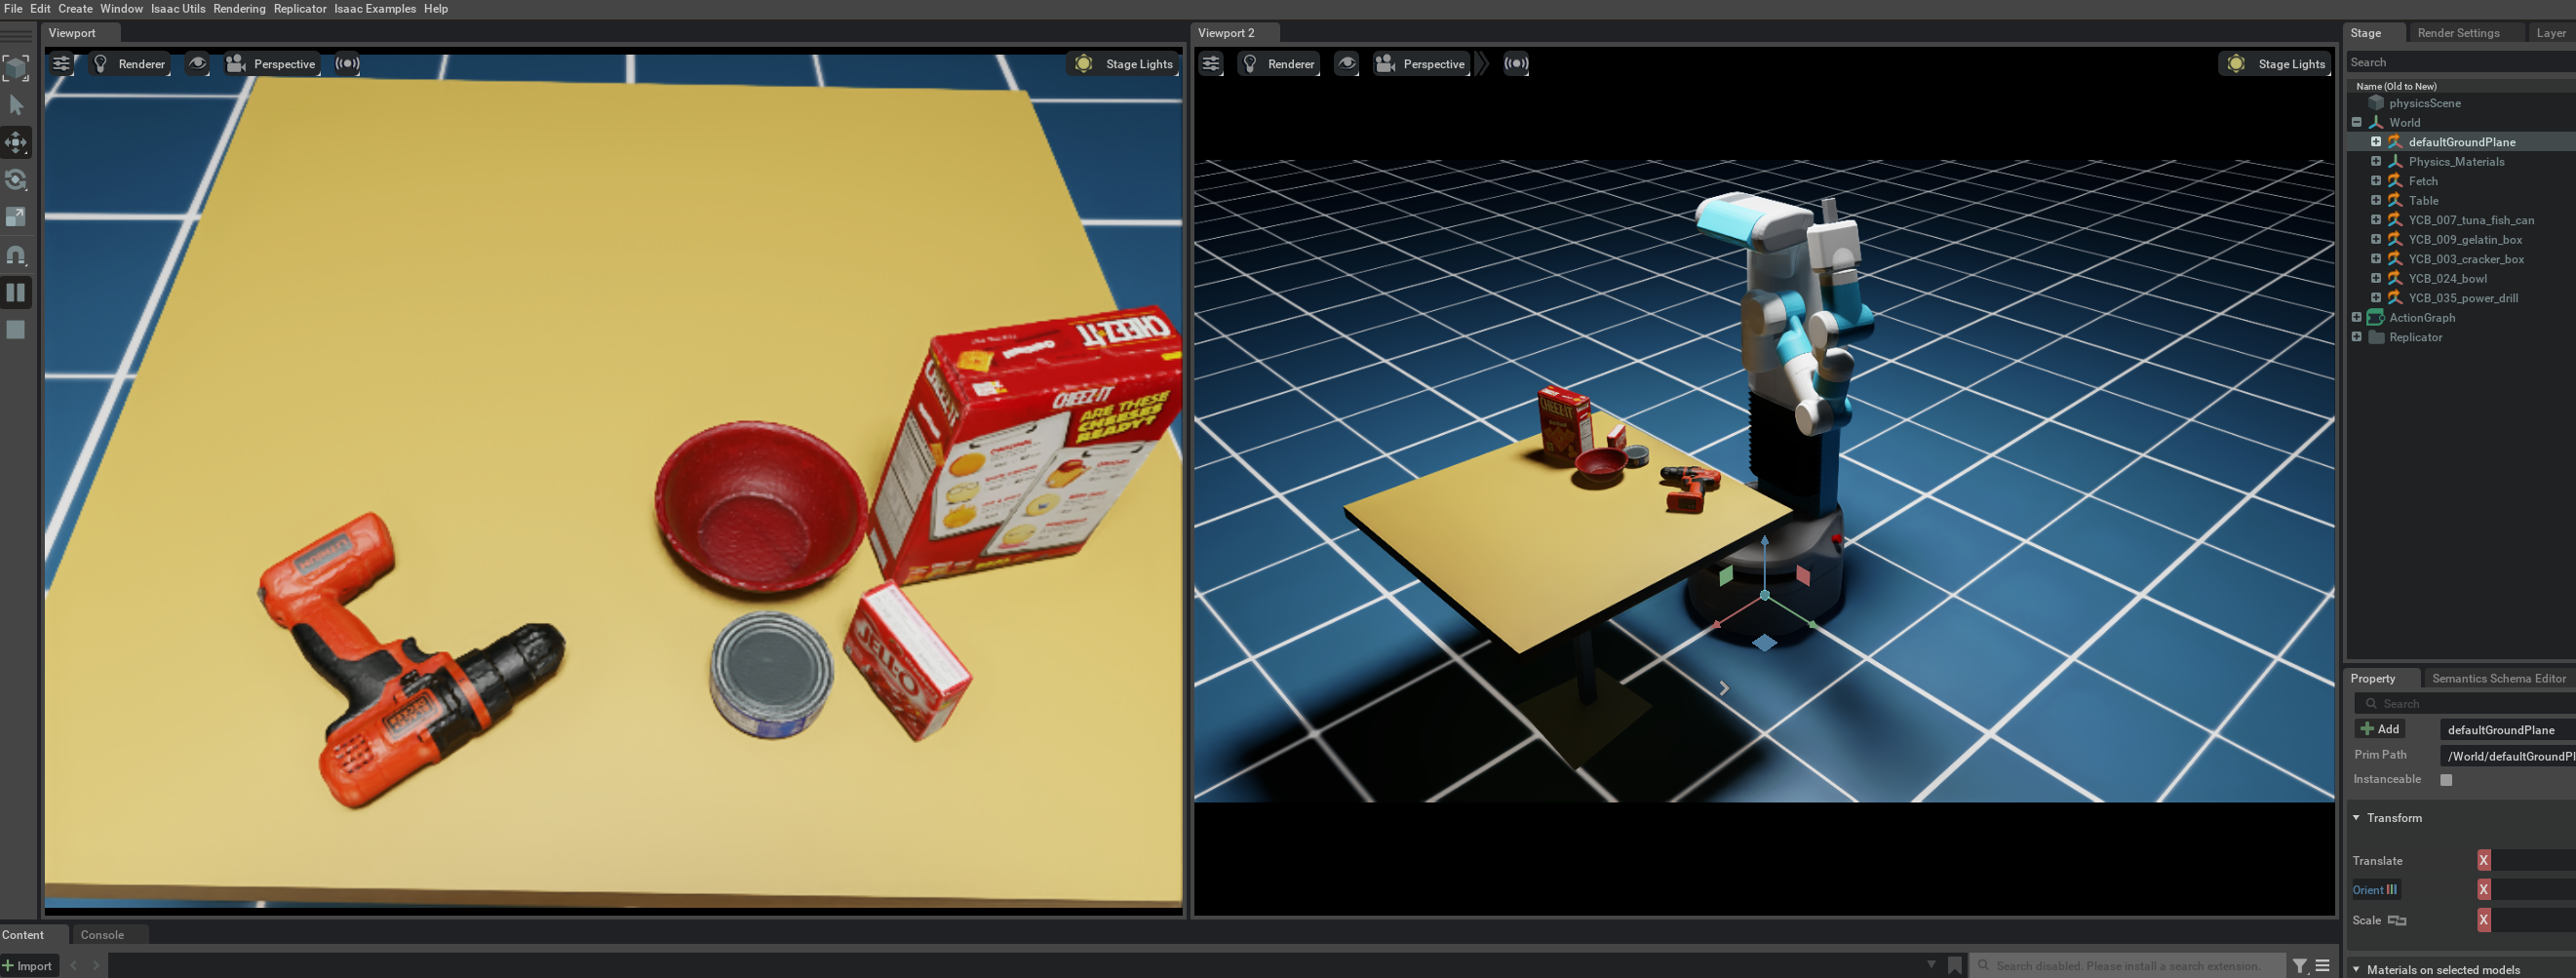 File Edit Create Window Isaac Utils Rendering Replicator Isaac Examples Help
Viewport
Renderer
Perspective
Stage Lights
CHEEZ-IT
CHEEZ-IT
CHEEZ-IT
ARE THESE
CHEESES
READY?
JELL-O
Viewport 2
Renderer
Perspective
Stage Lights
CHEEZ-IT
Stage Render Settings Layer
Search
Name (Old to New)
physicsScene
World
defaultGroundPlane
Physics_Materials
Fetch
Table
YCB_007_tuna_fish_can
YCB_009_gelatin_box
YCB_003_cracker_box
YCB_024_bowl
YCB_035_power_drill
ActionGraph
Replicator
Property Semantics Schema Editor
Search
Add defaultGroundPlane
Prim Path /World/defaultGroundPl
Instanceable
Transform
Translate X
Orient X
Scale X
Materials on selected models
Content Console
Import
Search disabled. Please install a search extension.